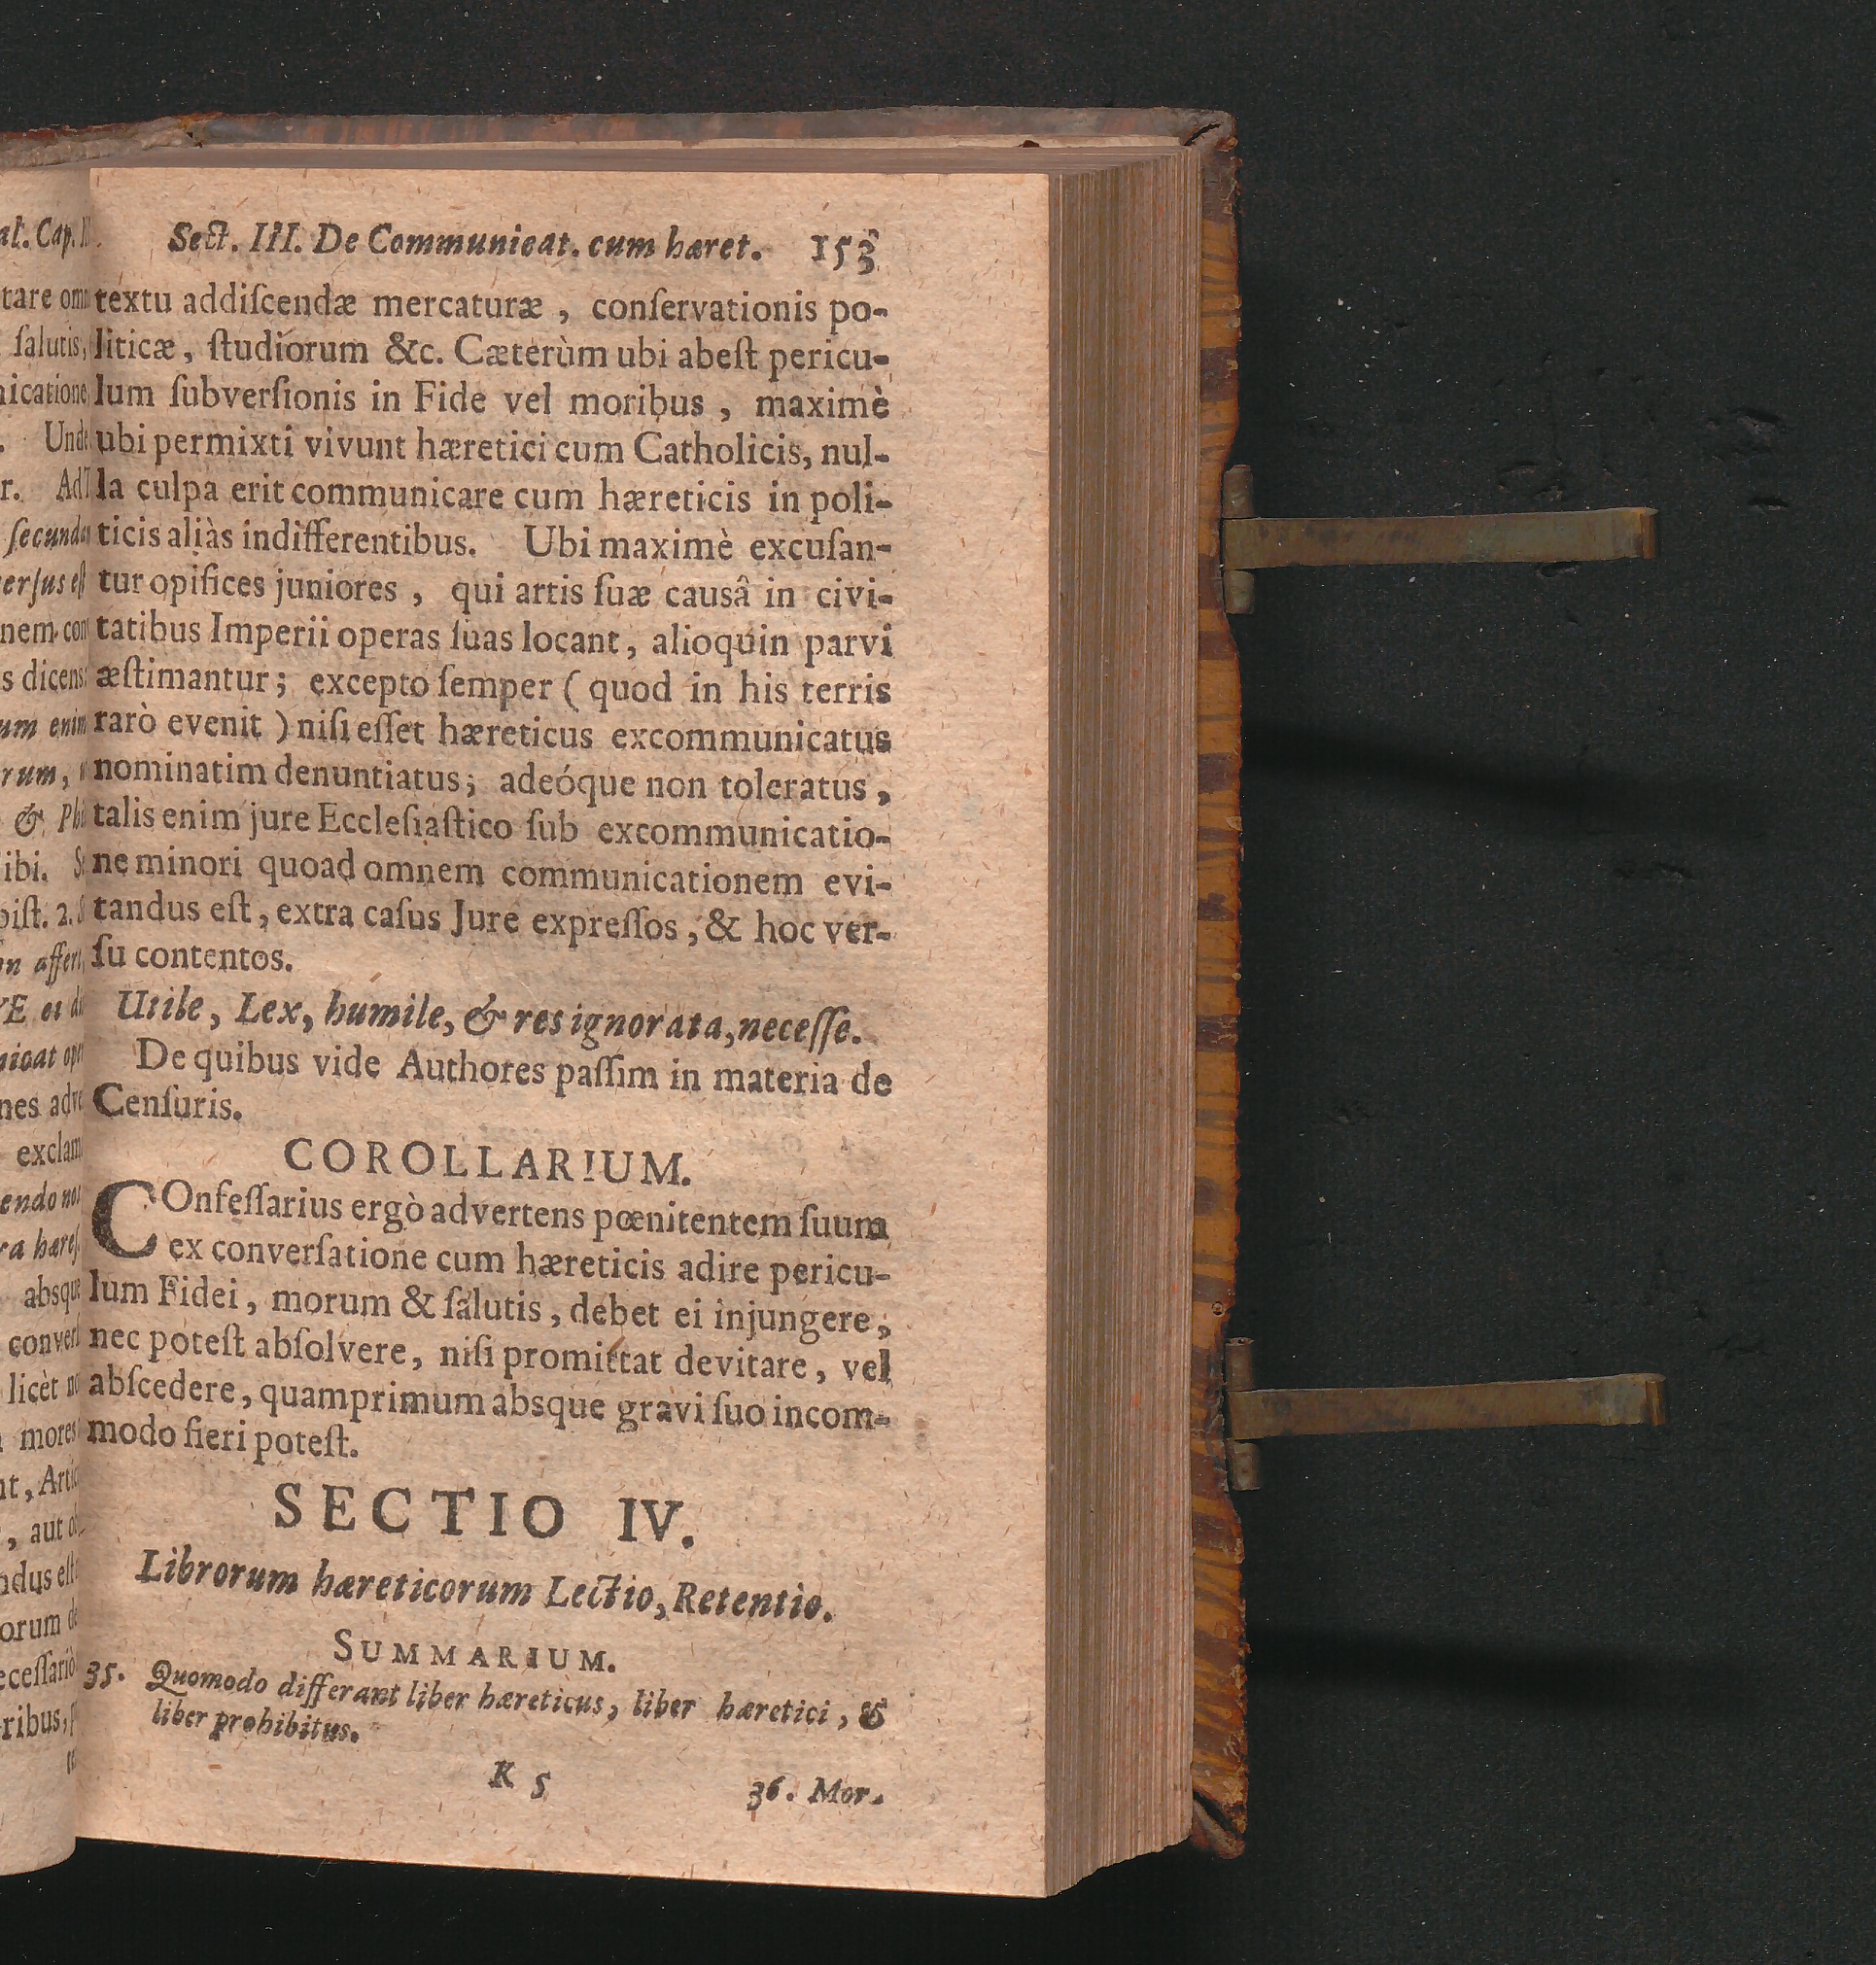 Sect. III. De Communicat. cum hæret. 153
textu addiſcendæ mercaturæ, conſervationis po-
liticæ, ſtudiorum &c. Cæterùm ubi abeſt pericu-
lum ſubverſionis in Fide vel moribus, maximè
ubi permixti vivunt hæretici cum Catholicis, nul-
la culpa erit communicare cum hæreticis in poli-
ticis aliàs indifferentibus. Ubi maximè excuſan-
tur opifices juniores, qui artis ſuæ causâ in civi-
tatibus Imperii operas ſuas locant, alioquin parvi
æſtimantur; excepto ſemper (quod in his terris
rarò evenit) niſi eſſet hæreticus excommunicatus
nominatim denuntiatus; adeóque non toleratus,
talis enim jure Eccleſiaſtico ſub excommunicatio-
ne minori quoad omnem communicationem evi-
tandus eſt, extra caſus Jure expreſſos, & hoc ver-
ſu contentos.
Utile, Lex, humile, & res ignorata, neceſſe.
De quibus vide Authores paſſim in materia de
Cenſuris.
COROLLARIUM.
COnfeſſarius ergò advertens pœnitentem ſuum
ex converſatione cum hæreticis adire pericu-
lum Fidei, morum & ſalutis, debet ei injungere,
nec poteſt abſolvere, niſi promittat devitare, vel
abſcedere, quamprimum absque gravi ſuo incom-
modo fieri poteſt.
SECTIO IV.
Librorum hæreticorum Lectio, Retentio.
SUMMARIUM.
35. Quomodo differant liber hæreticus, liber hæretici, &
liber prohibitus.
K 5 36. Mor.